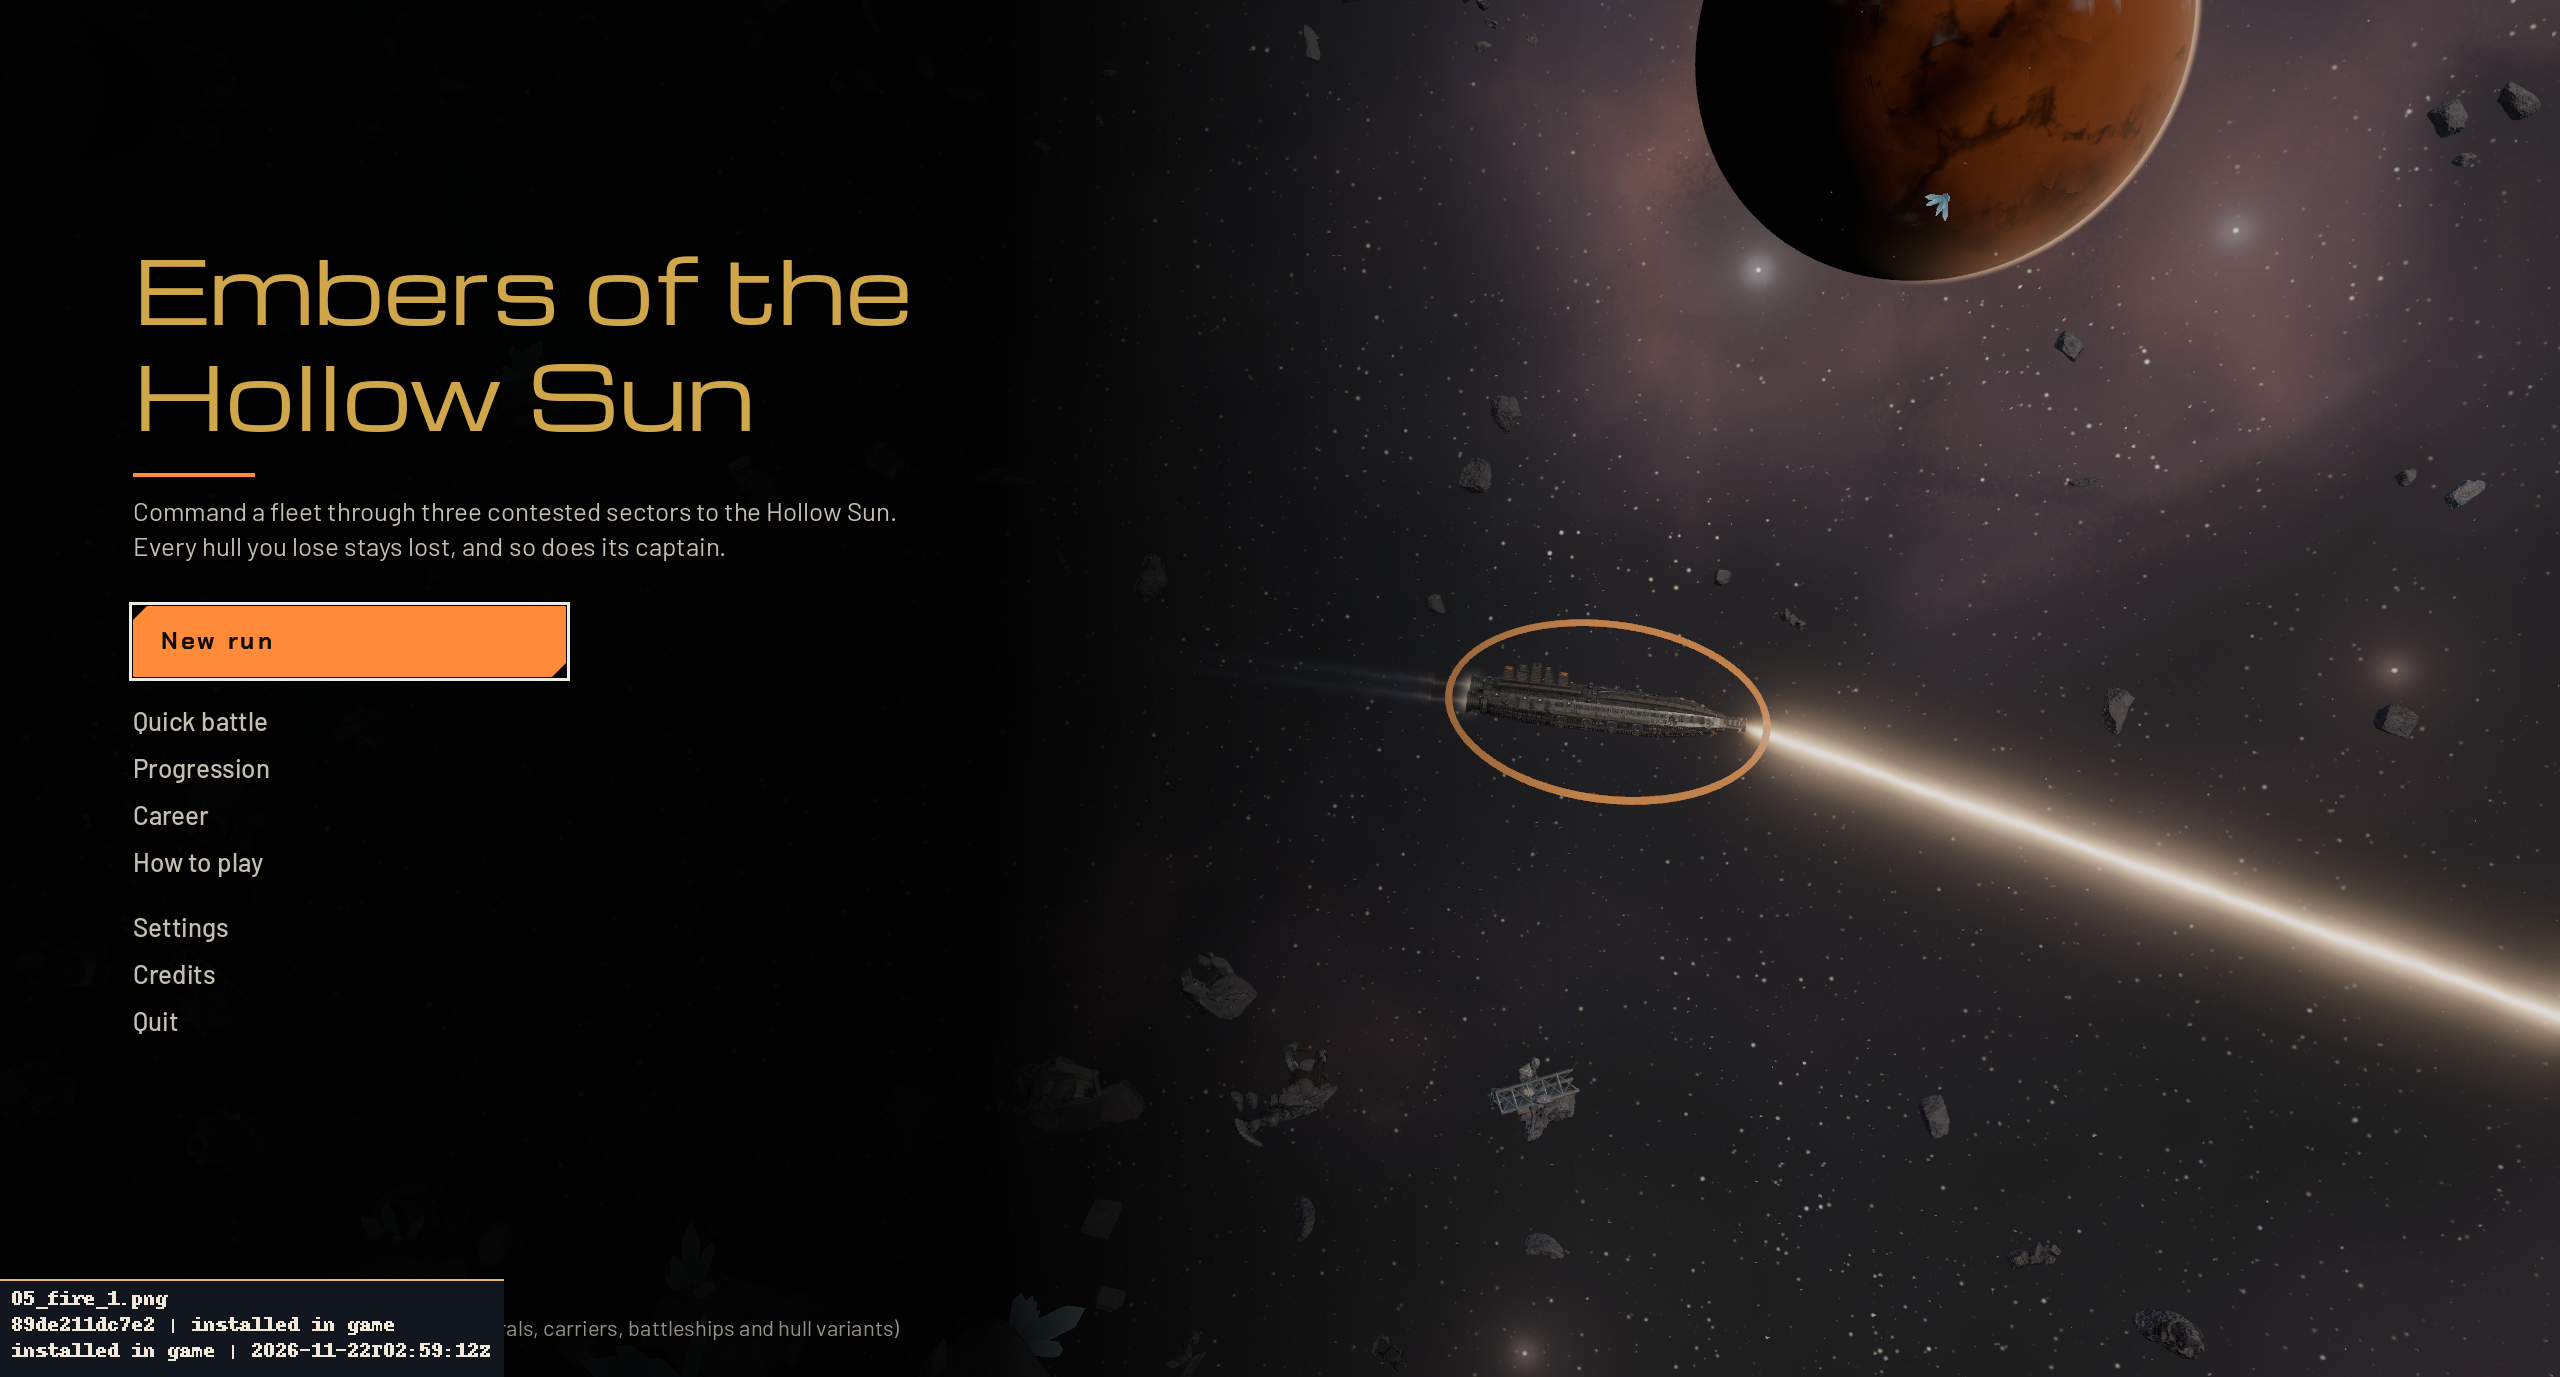 Embers of the
Hollow Sun
Command a fleet through three contested sectors to the Hollow Sun.
Every hull you lose stays lost, and so does its captain.
New run
Quick battle
Progression
Career
How to play
Settings
Credits
Quit
carriers, battleships and hull variants)
05_fire_1.png
89de211dc7e2 | installed in game
installed in game | 2026-11-22T02:59:12Z